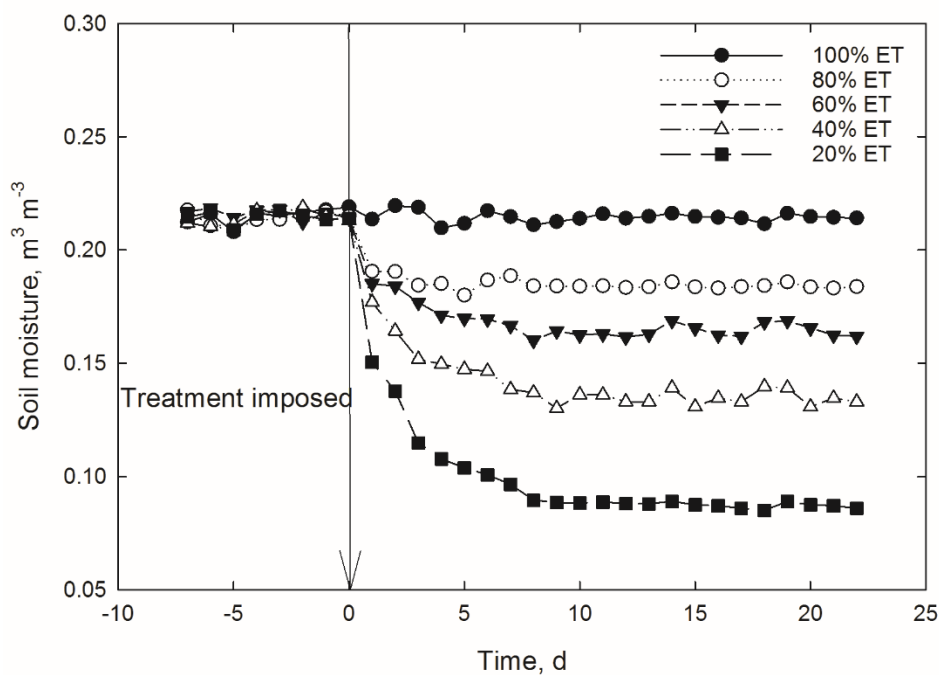 0.30
0.25
0.20
0.15
0.10
0.05
Soil moisture, m³ m⁻³
100% ET
80% ET
60% ET
40% ET
20% ET
Treatment imposed
-10 -5 0 5 10 15 20 25
Time, d